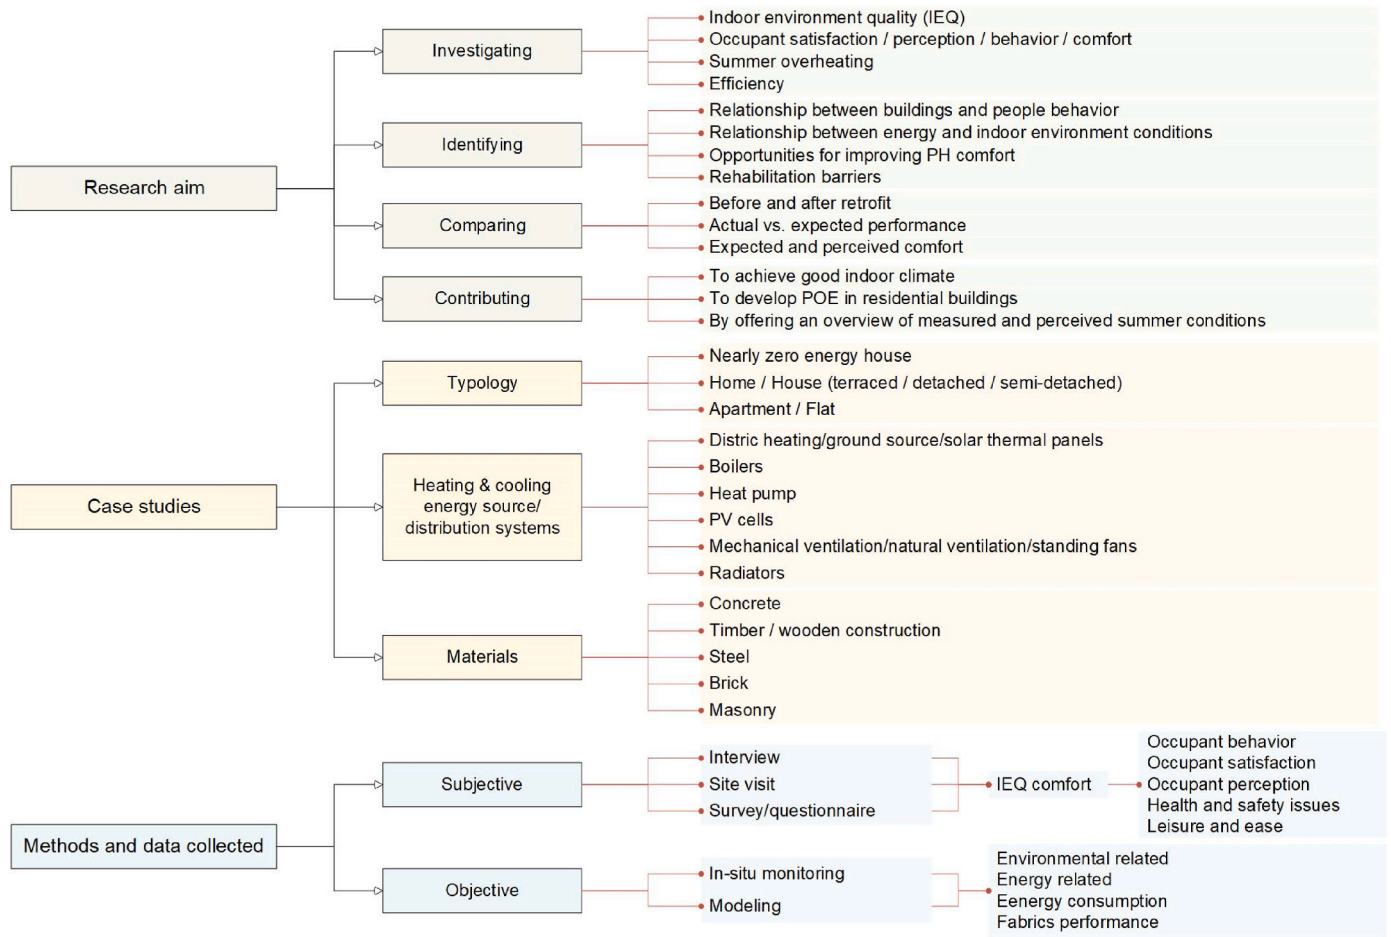 Research aim
Investigating
Indoor environment quality (IEQ)
Occupant satisfaction / perception / behavior / comfort
Summer overheating
Efficiency
Identifying
Relationship between buildings and people behavior
Relationship between energy and indoor environment conditions
Opportunities for improving PH comfort
Rehabilitation barriers
Comparing
Before and after retrofit
Actual vs. expected performance
Expected and perceived comfort
Contributing
To achieve good indoor climate
To develop POE in residential buildings
By offering an overview of measured and perceived summer conditions
Case studies
Typology
Nearly zero energy house
Home / House (terraced / detached / semi-detached)
Apartment / Flat
Heating & cooling
energy source/
distribution systems
Distric heating/ground source/solar thermal panels
Boilers
Heat pump
PV cells
Mechanical ventilation/natural ventilation/standing fans
Radiators
Materials
Concrete
Timber / wooden construction
Steel
Brick
Masonry
Methods and data collected
Subjective
Interview
Site visit
Survey/questionnaire
IEQ comfort
Occupant behavior
Occupant satisfaction
Occupant perception
Health and safety issues
Leisure and ease
Objective
In-situ monitoring
Modeling
Environmental related
Energy related
Eenergy consumption
Fabrics performance